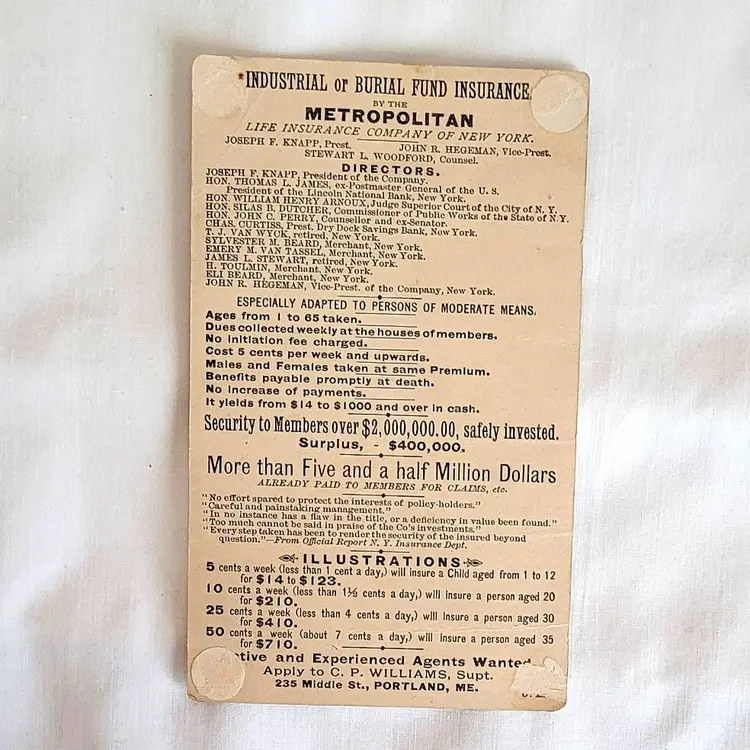 INDUSTRIAL or BURIAL FUND INSURANCE
BY THE
METROPOLITAN
LIFE INSURANCE COMPANY OF NEW YORK.
JOSEPH F. KNAPP, Prest. JOHN R. HEGEMAN, Vice-Prest.
STEWART L. WOODFORD, Counsel.
DIRECTORS.
JOSEPH F. KNAPP, President of the Company.
HON. THOMAS L. JAMES, ex-Postmaster General of the U. S.
President of the Lincoln National Bank, New York.
HON. WILLIAM HENRY ARNOUX, Judge Superior Court of the City of N. Y.
HON. SILAS B. DUTCHER, Commissioner of Public Works of the State of N.Y.
HON. JOHN C. PERRY, Counsellor and ex-Senator.
CHAS. CURTISS, Prest. Dry Dock Savings Bank, New York.
T. J. VAN WYCK, retired, New York.
SYLVESTER M. BEARD, Merchant, New York.
EMERY M. VAN TASSEL, Merchant, New York.
JAMES L. STEWART, retired, New York.
H. TOULMIN, Merchant, New York.
ELI BEARD, Merchant, New York.
JOHN R. HEGEMAN, Vice-Prest. of the Company, New York.
ESPECIALLY ADAPTED TO PERSONS OF MODERATE MEANS.
Ages from 1 to 65 taken.
Dues collected weekly at the houses of members.
No initiation fee charged.
Cost 5 cents per week and upwards.
Males and Females taken at same Premium.
Benefits payable promptly at death.
No increase of payments.
It yields from $14 to $1000 and over in cash.
Security to Members over $2,000,000.00, safely invested.
Surplus, - $400,000.
More than Five and a half Million Dollars
ALREADY PAID TO MEMBERS FOR CLAIMS, etc.
"No effort spared to protect the interests of policy-holders."
"Careful and painstaking management."
"In no instance has a flaw in the title, or a deficiency in value been found."
"Too much cannot be said in praise of the Co's investments."
"Every step taken has been to render the security of the insured beyond
question."—From Official Report N. Y. Insurance Dept.
ILLUSTRATIONS
5 cents a week (less than 1 cent a day,) will insure a Child aged from 1 to 12
for $14 to $123.
10 cents a week (less than 1½ cents a day,) will insure a person aged 20
for $210.
25 cents a week (less than 4 cents a day,) will insure a person aged 30
for $410.
50 cents a week (about 7 cents a day,) will insure a person aged 35
for $710.
and Experienced Agents Wanted
Apply to C. P. WILLIAMS, Supt.
235 Middle St., PORTLAND, ME.